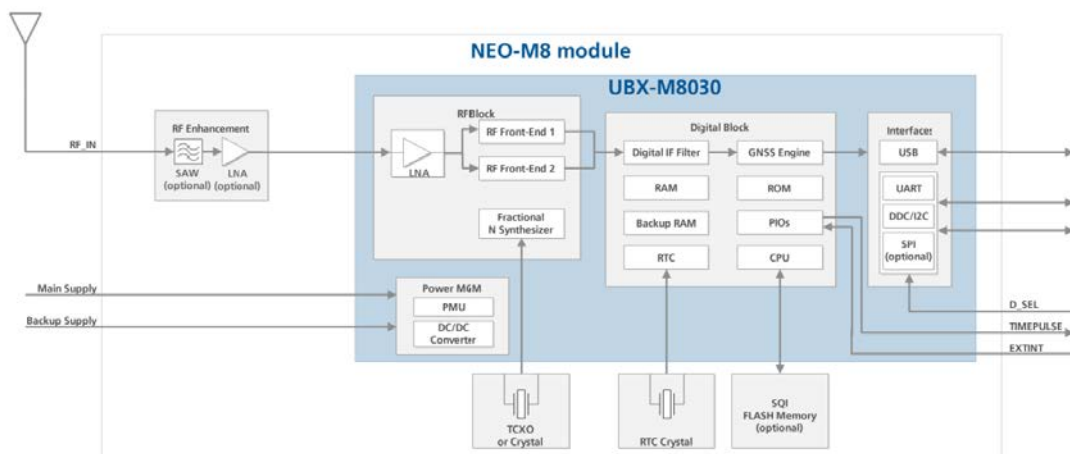 NEO-M8 module
UBX-M8030
RF Enhancement
RF_IN
SAW
(optional)
LNA
(optional)
RFBlock
LNA
RF Front-End 1
RF Front-End 2
Fractional
N Synthesizer
Digital Block
Digital IF Filter
GNSS Engine
RAM
ROM
Backup RAM
PIOs
RTC
CPU
Interfaces
USB
UART
DDC/I2C
SPI
(optional)
Main Supply
Backup Supply
Power MGM
PMU
DC/DC
Converter
D_SEL
TIMEPULSE
EXTINT
TCXO
or Crystal
RTC Crystal
SQI
FLASH Memory
(optional)